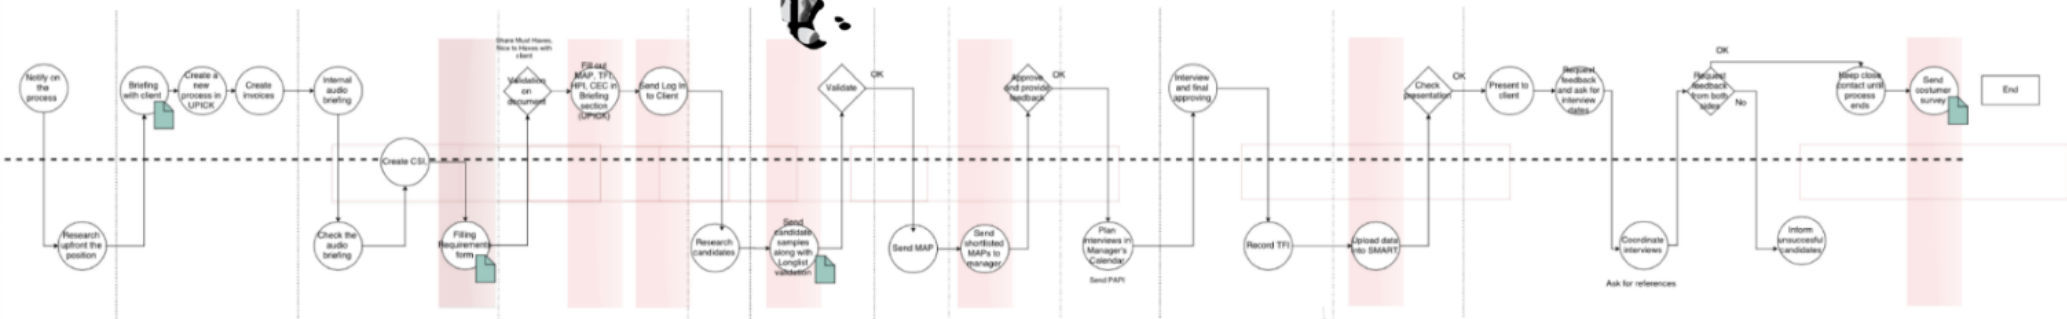 Notify on
the
process
Research
upfront the
position
Briefing
with client
Create a
new
process in
UPICK
Create
invoices
Internal
audio
briefing
Check the
audio
briefing
Create CSI,
Filling
Requirements
form
Share Must Haves,
Nice to Haves with
client
Validation
on
document
Fill out
MAP, TFI,
HPI, CEC in
Briefing
section
(UPICK)
Send Log In
to Client
Research
candidates
Send
candidate
samples
along with
Longlist
validation
Validate
OK
Send MAP
Send
shortlisted
MAPs to
manager
Approve
and provide
feedback
OK
Plan
interviews in
Manager's
Calendar
Send PAPI
Interview
and final
approving
Record TFI
Upload data
into SMART
Check
presentation
OK
Present to
client
Request
feedback
and ask for
interview
dates
Coordinate
interviews
Ask for references
Request
feedback
from both
sides
OK
No
Inform
unsuccessful
candidates
Keep close
contact until
process
ends
Send
costumer
survey
End